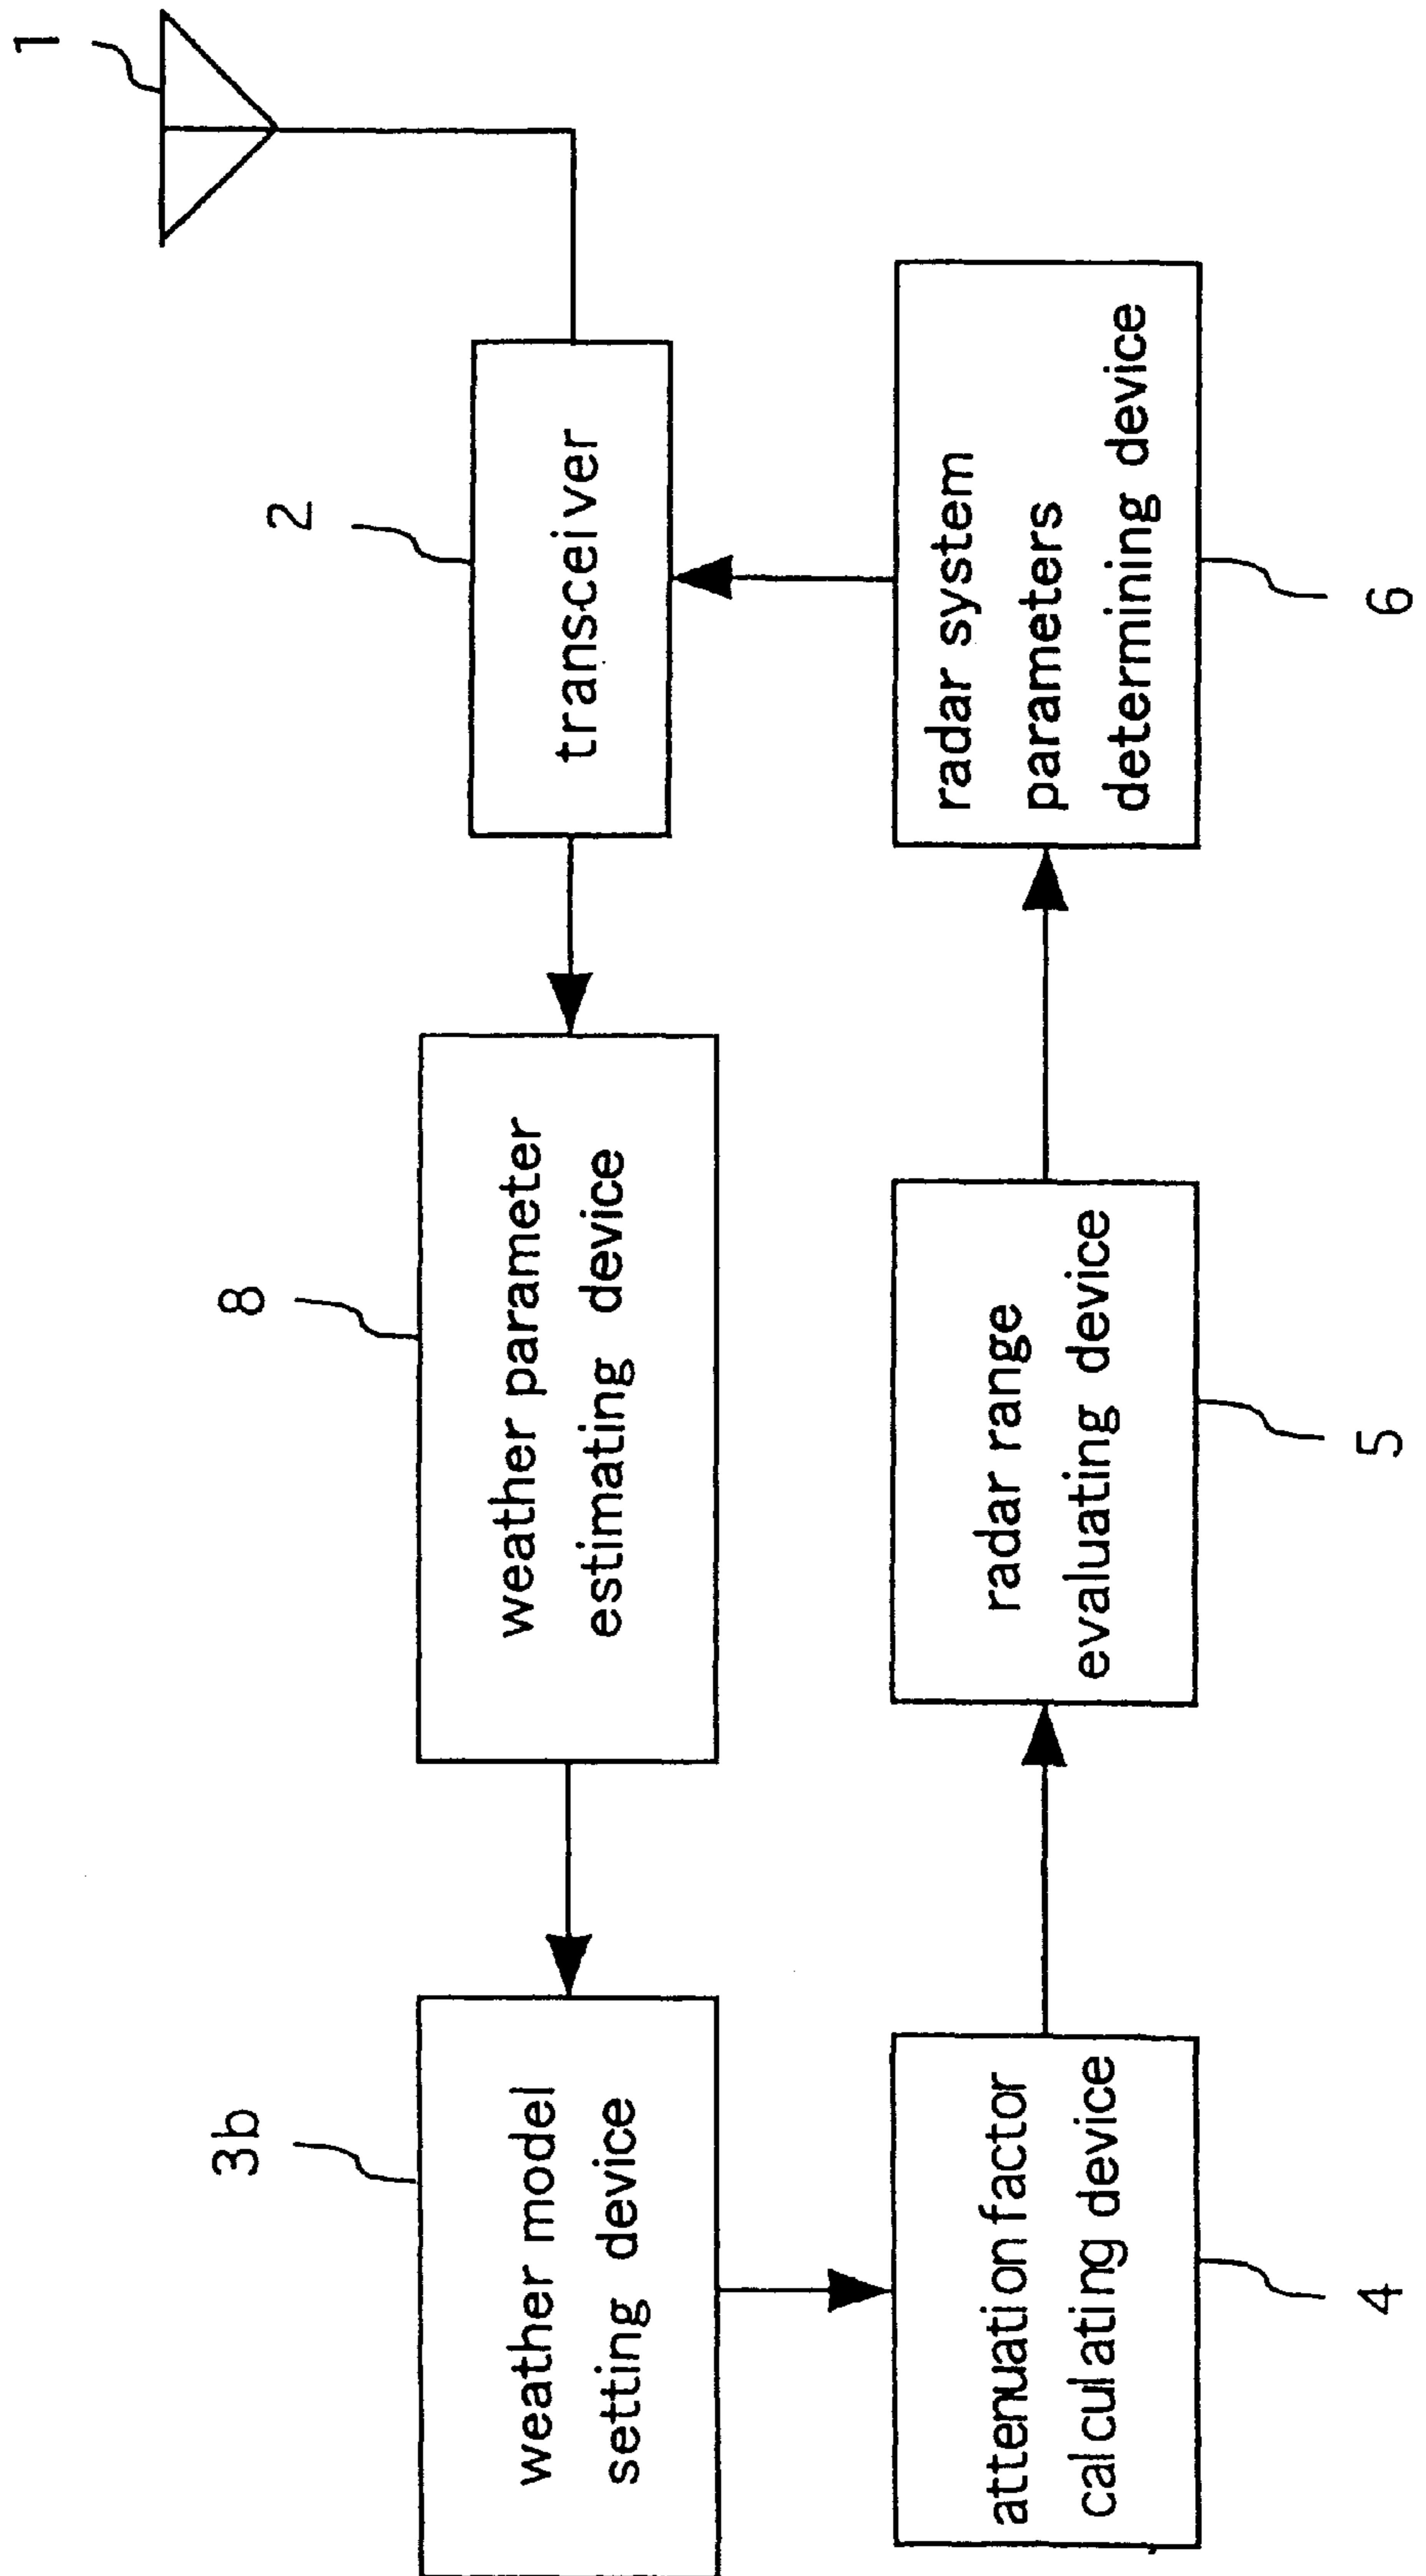 1
2
transceiver
8
weather parameter
estimating device
3b
weather model
setting device
attenuation factor
calculating device
4
radar range
evaluating device
5
radar system
parameters
determining device
6